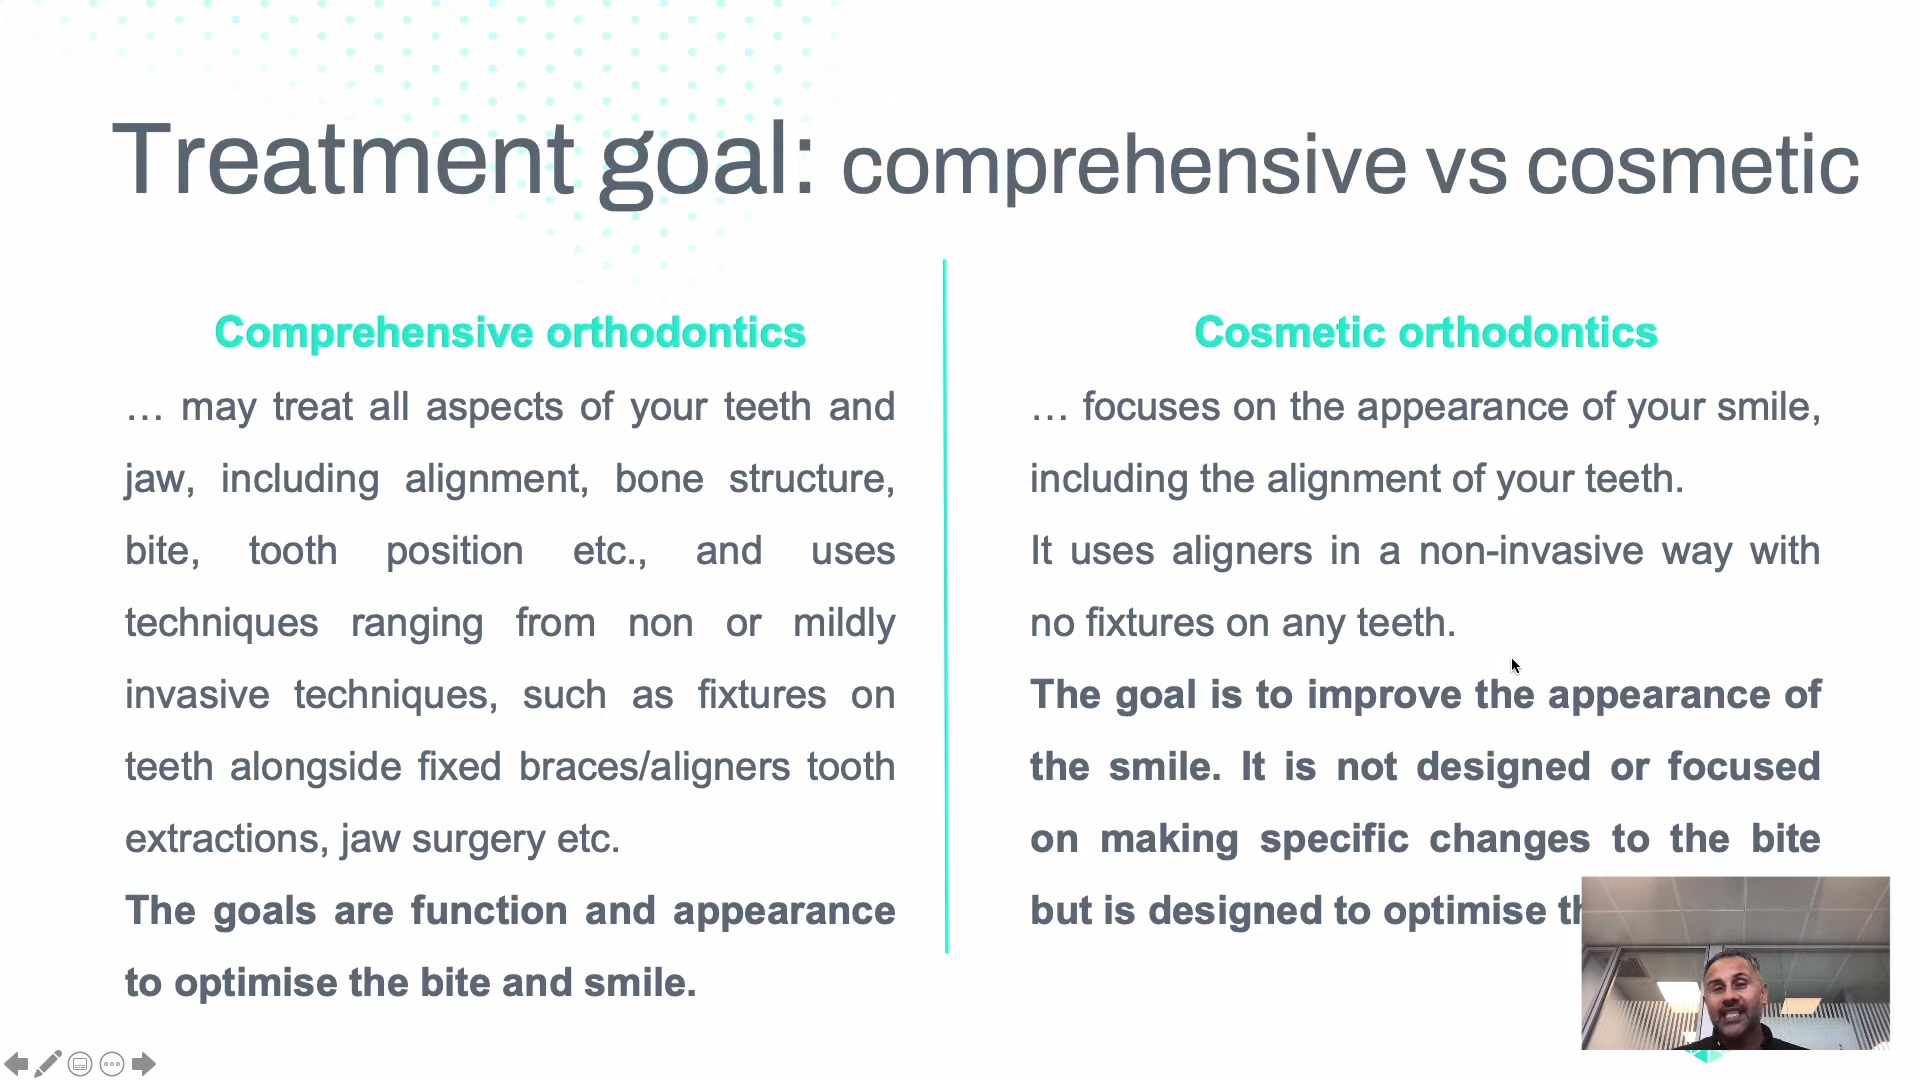 Treatment goal: comprehensive vs cosmetic
Comprehensive orthodontics
… may treat all aspects of your teeth and
jaw, including alignment, bone structure,
bite, tooth position etc., and uses
techniques ranging from non or mildly
invasive techniques, such as fixtures on
teeth alongside fixed braces/aligners tooth
extractions, jaw surgery etc.
The goals are function and appearance
to optimise the bite and smile.
Cosmetic orthodontics
… focuses on the appearance of your smile,
including the alignment of your teeth.
It uses aligners in a non-invasive way with
no fixtures on any teeth.
The goal is to improve the appearance of
the smile. It is not designed or focused
on making specific changes to the bite
but is designed to optimise